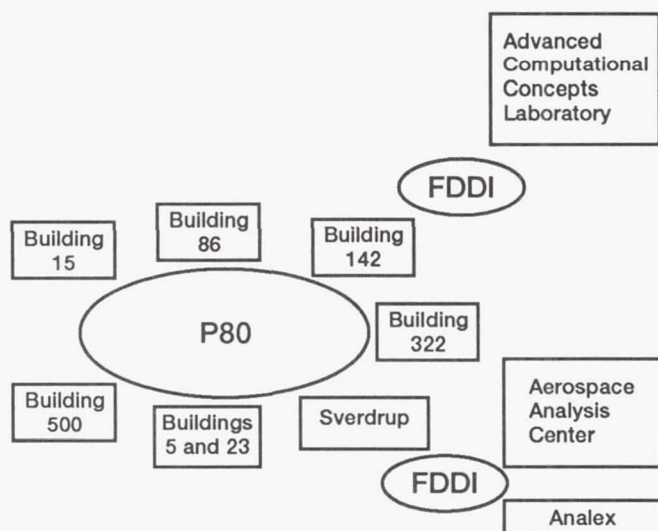 Advanced
Computational
Concepts
Laboratory
FDDI
Building
86
Building
15
Building
142
P80
Building
322
Building
500
Buildings
5 and 23
Sverdrup
Aerospace
Analysis
Center
FDDI
Analex